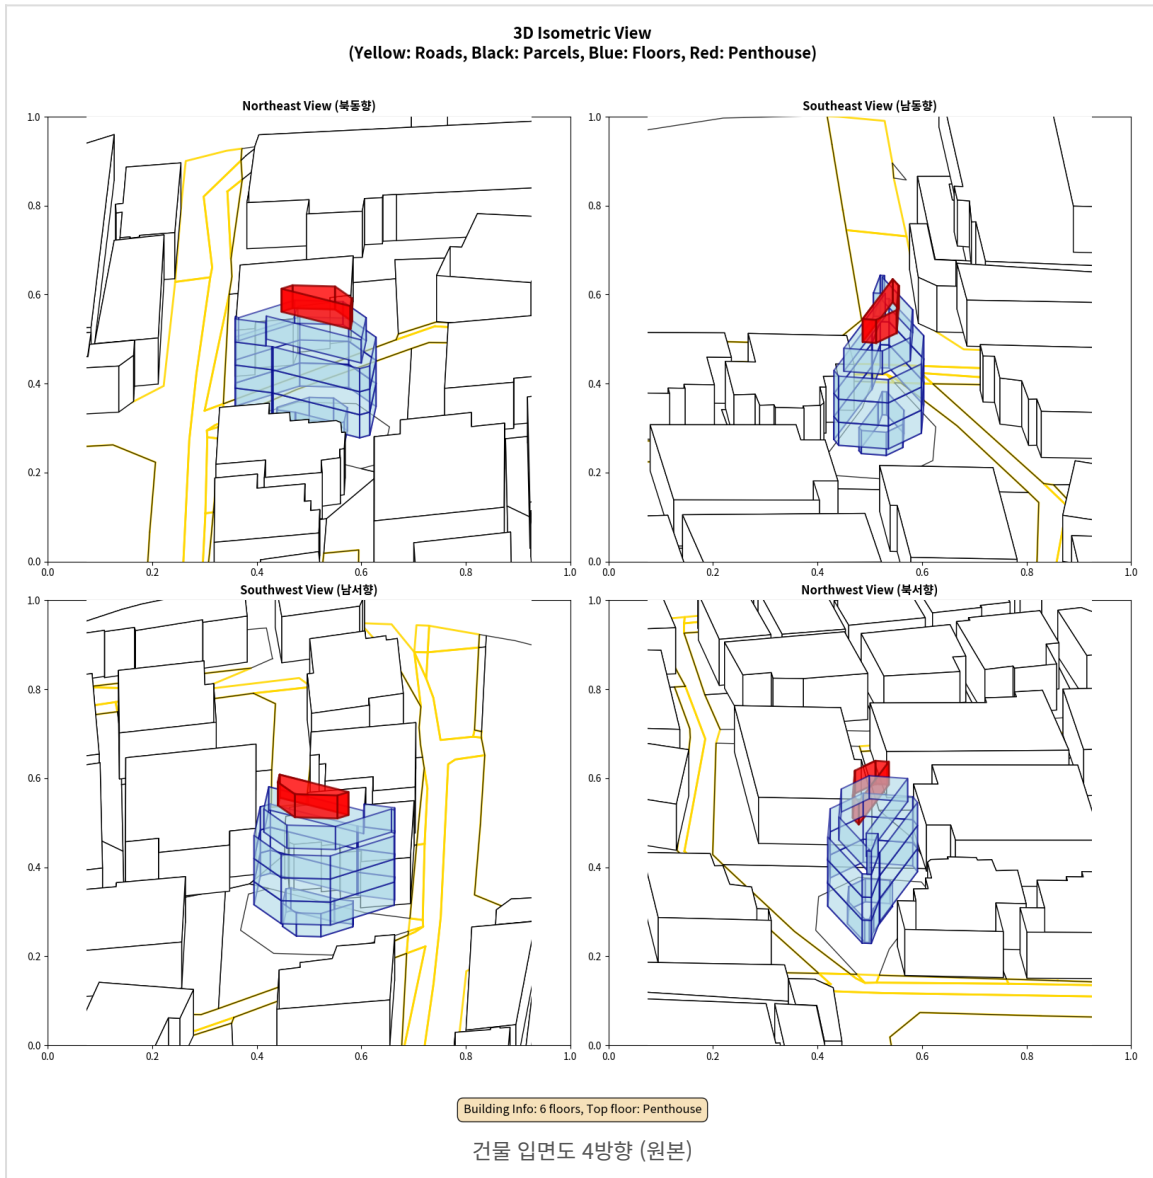 3D Isometric View
(Yellow: Roads, Black: Parcels, Blue: Floors, Red: Penthouse)
Northeast View (북동향)
1.0
0.8
0.6
0.4
0.2
0.0
0.0 0.2 0.4 0.6 0.8 1.0
Southeast View (남동향)
1.0
0.8
0.6
0.4
0.2
0.0
0.0 0.2 0.4 0.6 0.8 1.0
Southwest View (남서향)
1.0
0.8
0.6
0.4
0.2
0.0
0.0 0.2 0.4 0.6 0.8 1.0
Northwest View (북서향)
1.0
0.8
0.6
0.4
0.2
0.0
0.0 0.2 0.4 0.6 0.8 1.0
Building Info: 6 floors, Top floor: Penthouse
건물 입면도 4방향 (원본)